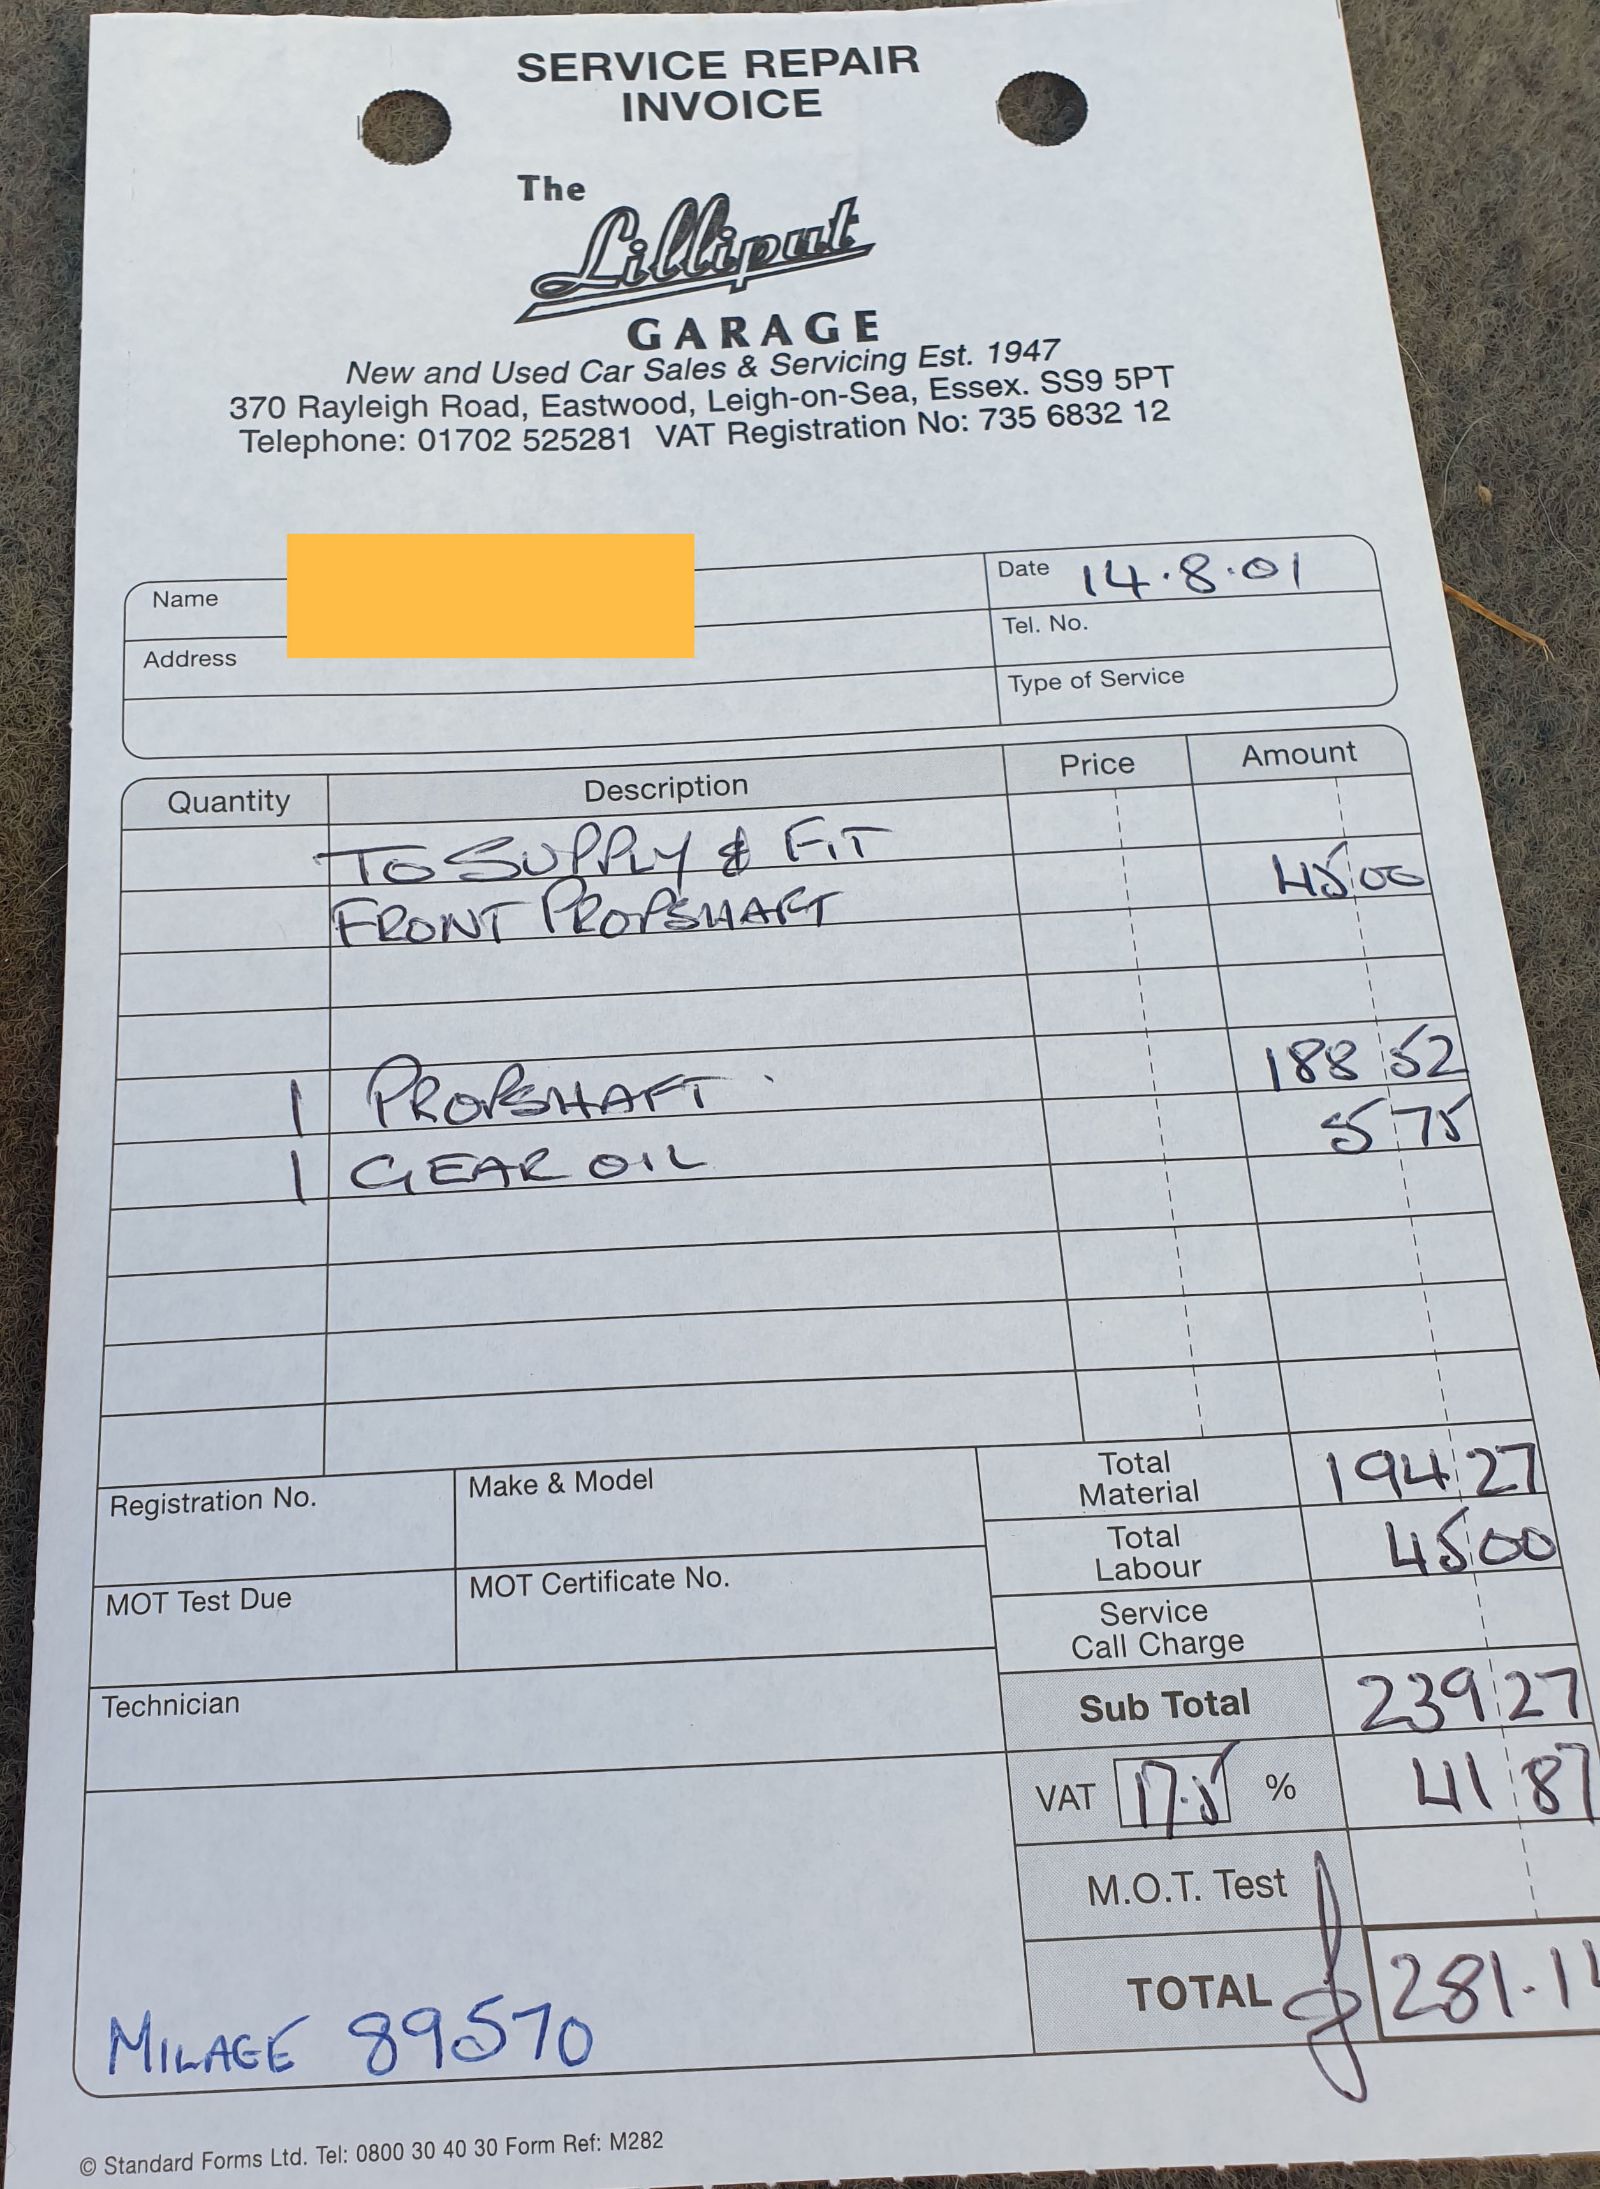 SERVICE REPAIR
INVOICE
The
Lilliput
GARAGE
New and Used Car Sales & Servicing Est. 1947
370 Rayleigh Road, Eastwood, Leigh-on-Sea, Essex. SS9 5PT
Telephone: 01702 525281 VAT Registration No: 735 6832 12
Name
Date 14.8.01
Address
Tel. No.
Type of Service
Quantity Description Price Amount
TO SUPPLY & FIT
FRONT PROPSHAFT 45 00
1 PROPSHAFT 188 52
1 GEAR OIL 5 75
Registration No. Make & Model
Total Material 194 27
MOT Test Due MOT Certificate No.
Total Labour 45 00
Service Call Charge
Technician
Sub Total 239 27
VAT 17.5 % 41 87
M.O.T. Test
TOTAL 281.14
MILAGE 89570
© Standard Forms Ltd. Tel: 0800 30 40 30 Form Ref: M282